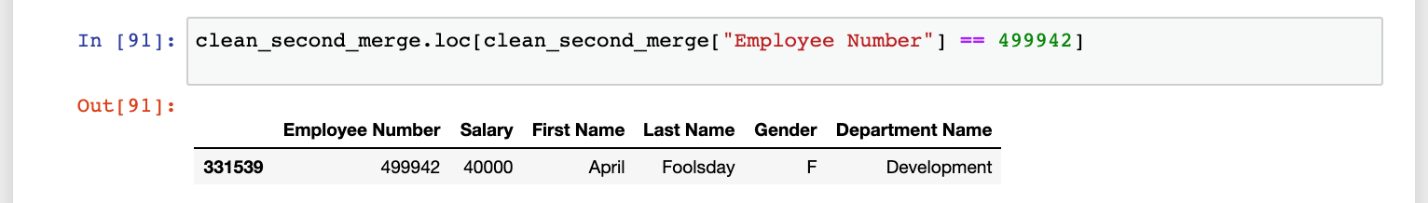 In [91]: clean_second_merge.loc[clean_second_merge["Employee Number"] == 499942]
Out[91]:
Employee Number Salary First Name Last Name Gender Department Name
331539 499942 40000 April Foolsday F Development